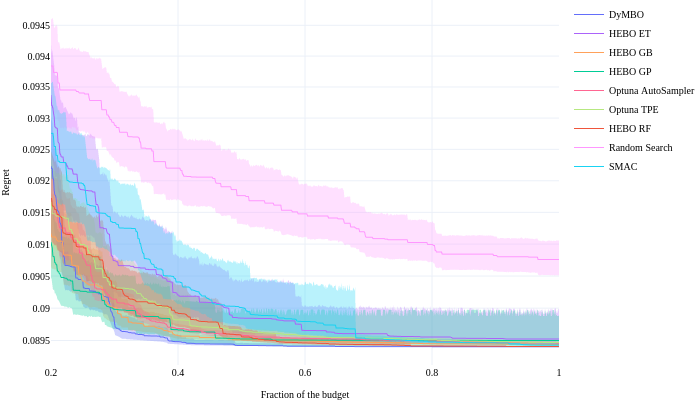 0.0945
0.094
0.0935
0.093
0.0925
0.092
0.0915
0.091
0.0905
0.09
0.0895
Regret
0.2
0.4
0.6
0.8
1
Fraction of the budget
DyMBO
HEBO ET
HEBO GB
HEBO GP
Optuna AutoSampler
Optuna TPE
HEBO RF
Random Search
SMAC